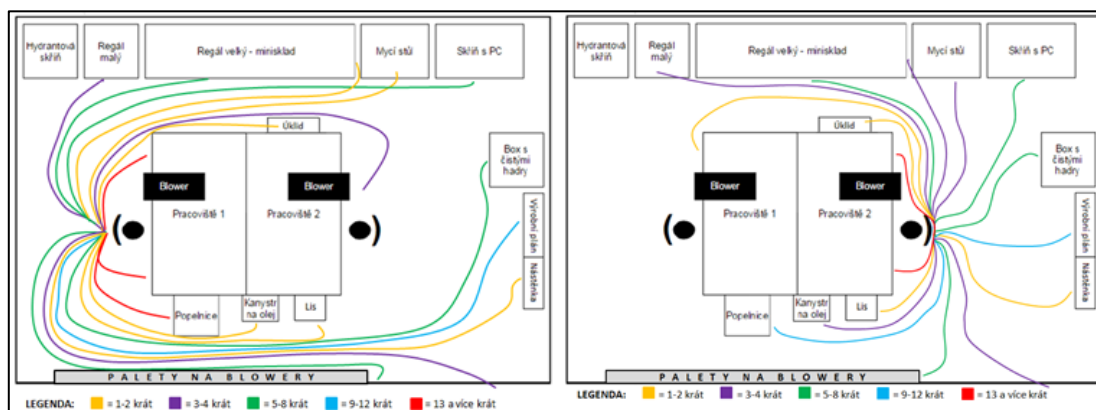 Hydrantová
skříň
Regál
malý
Regál velký - minisklad
Mycí stůl
Skříň s PC
Úklid
Box s
čistými
hadry
Blower
Blower
Pracoviště 1
Pracoviště 2
Výrobní plán
Nástěnka
Popelnice
Kanystr
na olej
Lis
PALETY NA BLOWERY
LEGENDA: = 1-2 krát = 3-4 krát = 5-8 krát = 9-12 krát = 13 a více krát
Hydrantová
skříň
Regál
malý
Regál velký - minisklad
Mycí stůl
Skříň s PC
Úklid
Box s
čistými
hadry
Blower
Blower
Pracoviště 1
Pracoviště 2
Výrobní plán
Nástěnka
Popelnice
Kanystr
na olej
Lis
PALETY NA BLOWERY
LEGENDA: = 1-2 krát = 3-4 krát = 5-8 krát = 9-12 krát = 13 a více krát